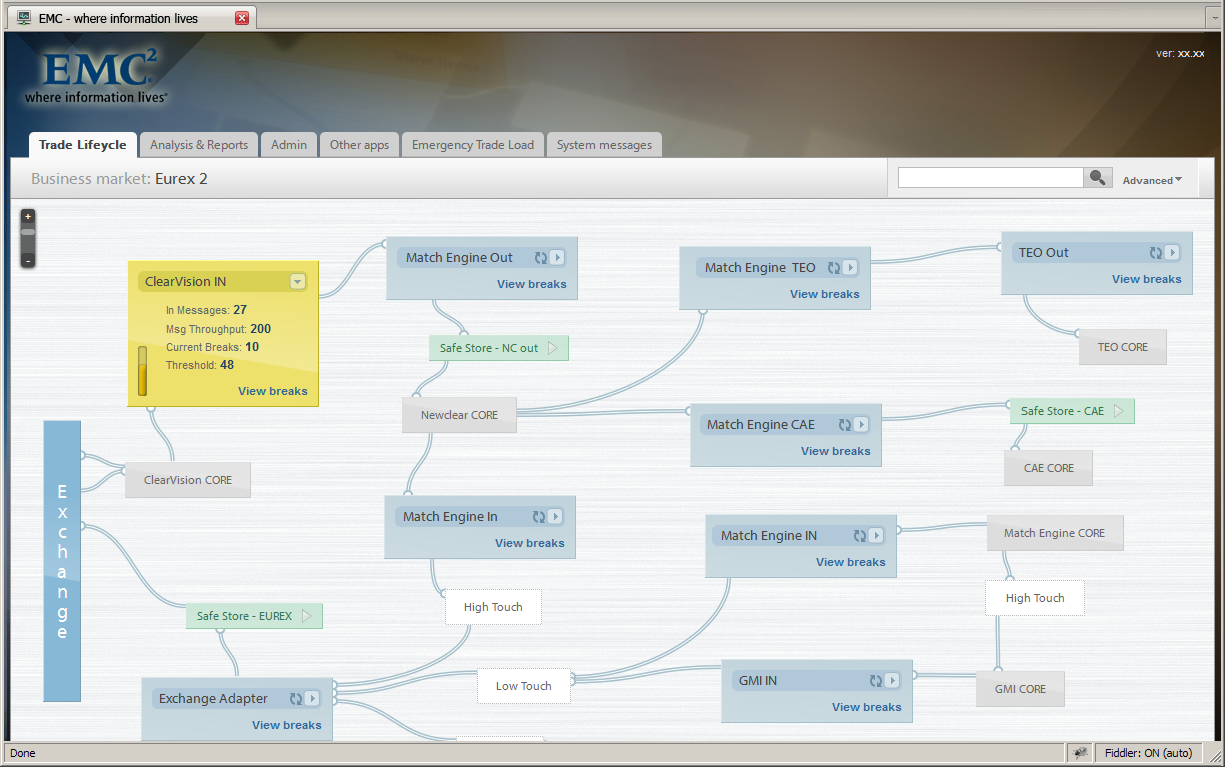 EMC - where information lives
EMC²
where information lives®
ver: xx.xx
Trade Lifeycle
Analysis & Reports
Admin
Other apps
Emergency Trade Load
System messages
Business market: Eurex 2
Advanced
+
-
ClearVision IN
In Messages: 27
Msg Throughput: 200
Current Breaks: 10
Threshold: 48
View breaks
Match Engine Out
View breaks
Match Engine TEO
View breaks
TEO Out
View breaks
Safe Store - NC out
TEO CORE
Newclear CORE
Match Engine CAE
View breaks
Safe Store - CAE
CAE CORE
Exchange
ClearVision CORE
Match Engine In
View breaks
Match Engine IN
View breaks
Match Engine CORE
High Touch
High Touch
Safe Store - EUREX
Exchange Adapter
View breaks
Low Touch
GMI IN
View breaks
GMI CORE
Done
Fiddler: ON (auto)